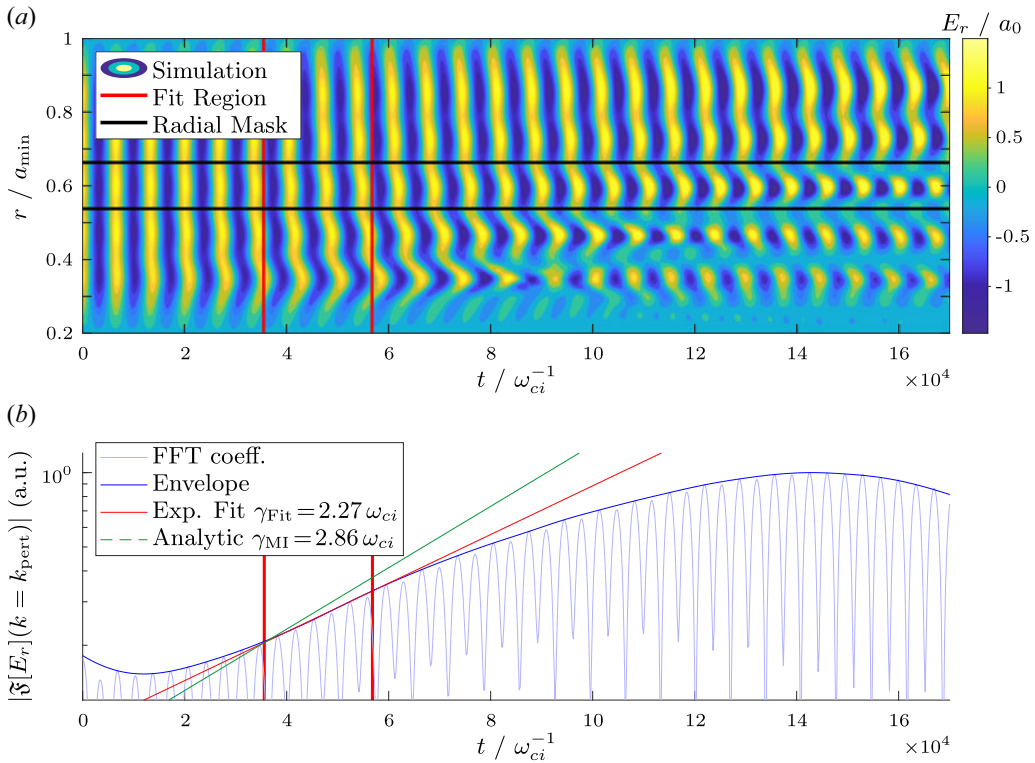 (a)
E_r / a_0
Simulation
Fit Region
Radial Mask
r / a_min
1
0.8
0.6
0.4
0.2
0 2 4 6 8 10 12 14 16
t / ω_ci^−1
×10^4
1
0.5
0
-0.5
-1
(b)
FFT coeff.
Envelope
Exp. Fit γ_Fit = 2.27 ω_ci
Analytic γ_MI = 2.86 ω_ci
|𝔉[E_r](k = k_pert)| (a.u.)
10^0
0 2 4 6 8 10 12 14 16
t / ω_ci^−1
×10^4